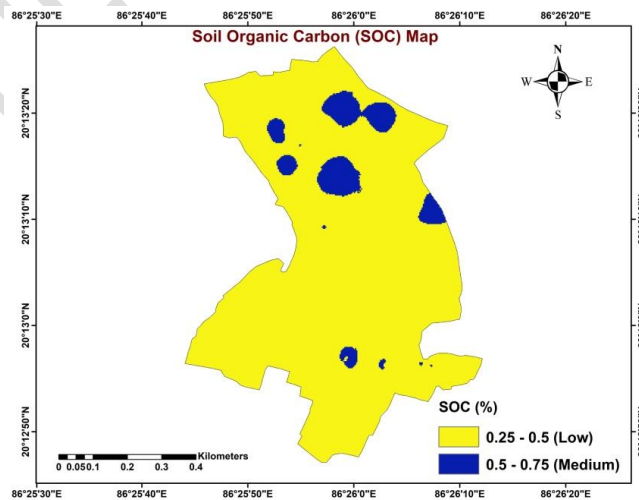 86°25'30"E 86°25'40"E 86°25'50"E 86°26'0"E 86°26'10"E 86°26'20"E
Soil Organic Carbon (SOC) Map
N
W E
S
20°13'20"N
20°13'10"N
20°13'0"N
20°12'50"N
SOC (%)
0.25 - 0.5 (Low)
0.5 - 0.75 (Medium)
Kilometers
0 0.05 0.1 0.2 0.3 0.4
86°25'30"E 86°25'40"E 86°25'50"E 86°26'0"E 86°26'10"E 86°26'20"E